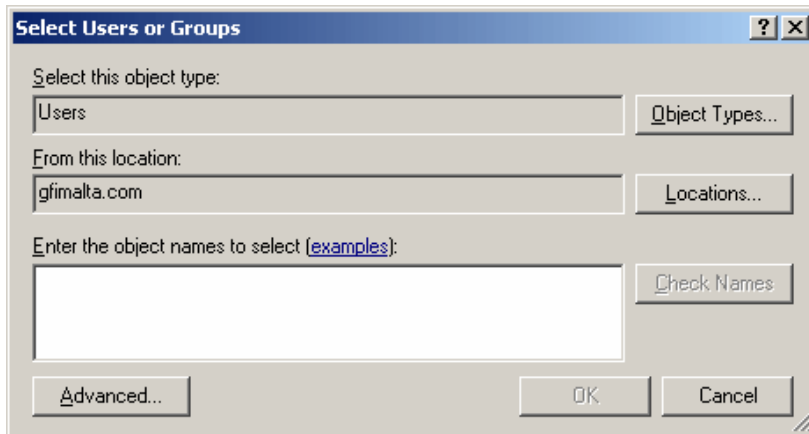 Select Users or Groups
?
Select this object type:
Users
Object Types...
From this location:
gfimalta.com
Locations...
Enter the object names to select (examples):
Check Names
Advanced...
OK
Cancel